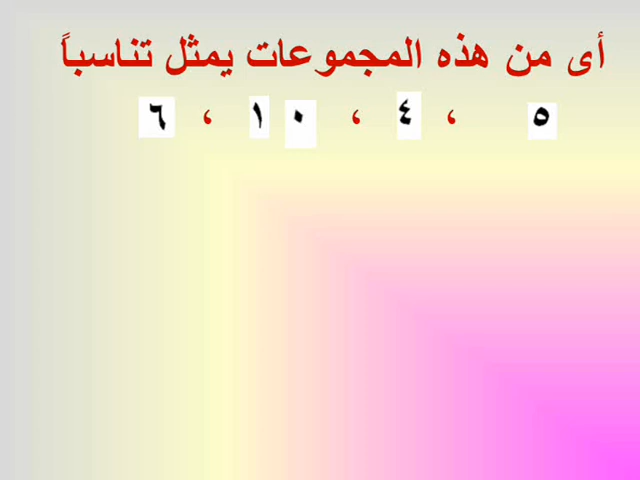 أى من هذه المجموعات يمثل تناسباً
٥ ، ٤ ، ١٠ ، ٦